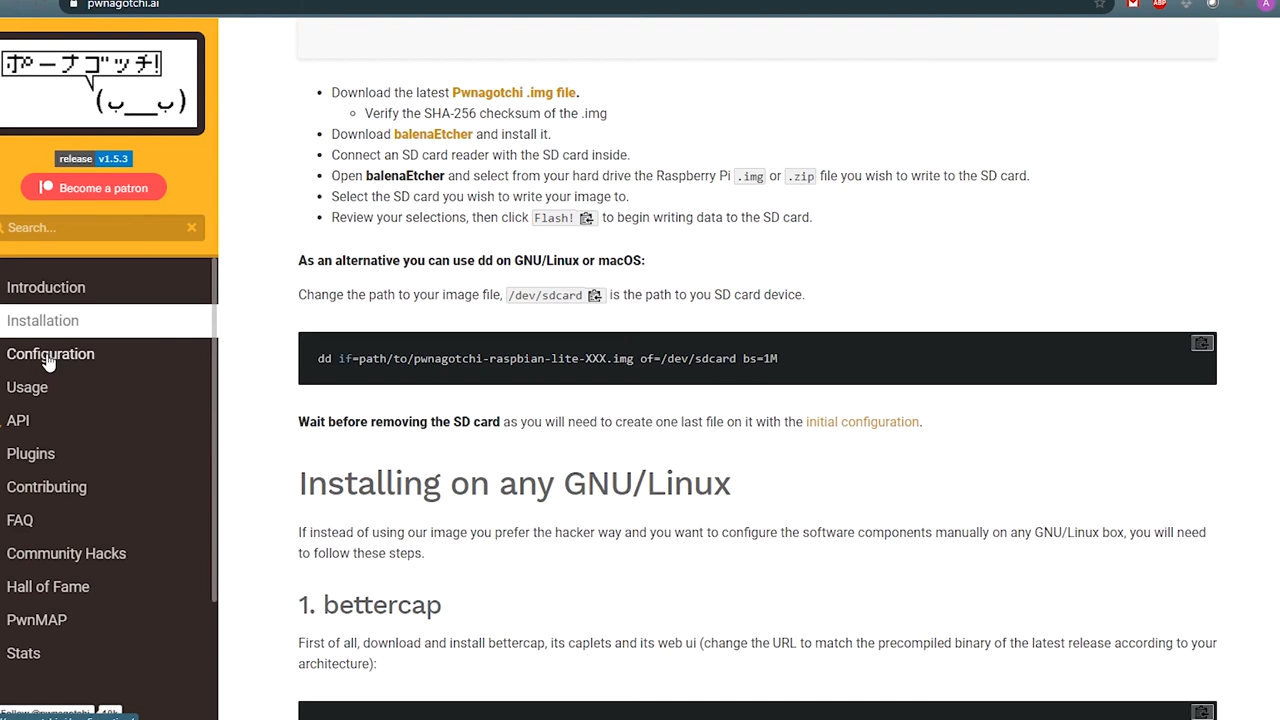 pwnagotchi.ai
ABP
A
ポーナゴッチ!
(ᴗ__ᴗ)
release v1.5.3
Become a patron
Search...
Introduction
Installation
Configuration
Usage
API
Plugins
Contributing
FAQ
Community Hacks
Hall of Fame
PwnMAP
Stats
Download the latest Pwnagotchi .img file.
Verify the SHA-256 checksum of the .img
Download balenaEtcher and install it.
Connect an SD card reader with the SD card inside.
Open balenaEtcher and select from your hard drive the Raspberry Pi .img or .zip file you wish to write to the SD card.
Select the SD card you wish to write your image to.
Review your selections, then click Flash! to begin writing data to the SD card.
As an alternative you can use dd on GNU/Linux or macOS:
Change the path to your image file, /dev/sdcard is the path to you SD card device.
dd if=path/to/pwnagotchi-raspbian-lite-XXX.img of=/dev/sdcard bs=1M
Wait before removing the SD card as you will need to create one last file on it with the initial configuration.
Installing on any GNU/Linux
If instead of using our image you prefer the hacker way and you want to configure the software components manually on any GNU/Linux box, you will need
to follow these steps.
1. bettercap
First of all, download and install bettercap, its caplets and its web ui (change the URL to match the precompiled binary of the latest release according to your
architecture):